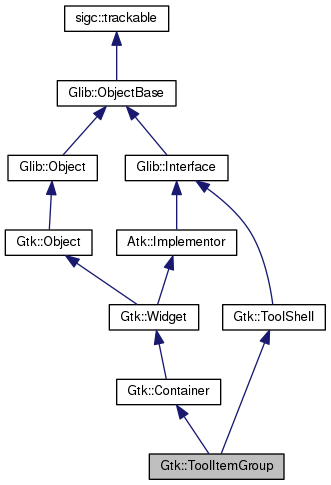 sigc::trackable
Glib::ObjectBase
Glib::Object
Glib::Interface
Gtk::Object
Atk::Implementor
Gtk::Widget
Gtk::ToolShell
Gtk::Container
Gtk::ToolItemGroup